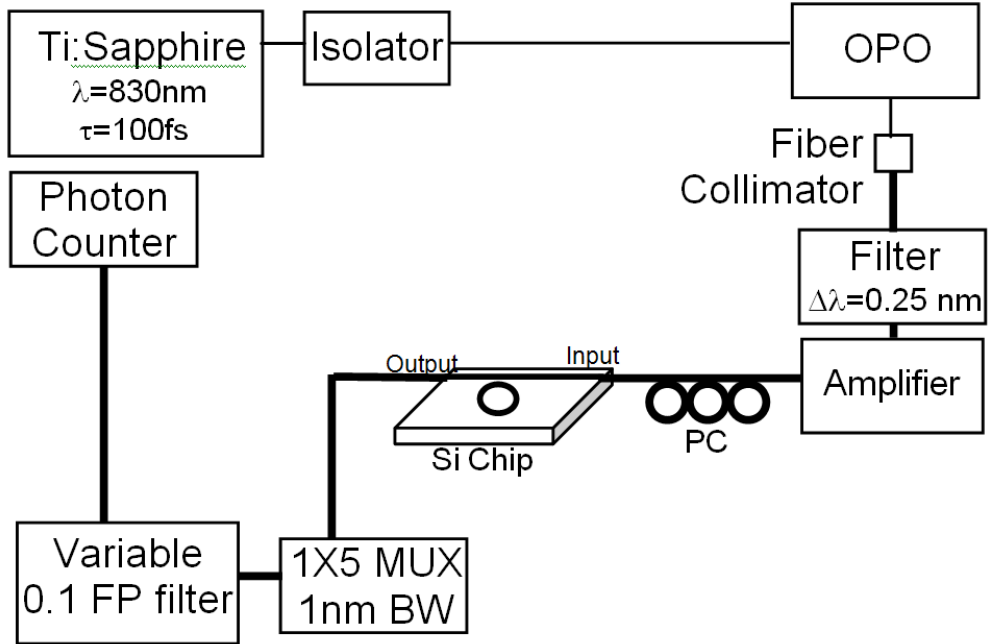 Ti:Sapphire
λ=830nm
τ=100fs
Isolator
OPO
Fiber
Collimator
Photon
Counter
Filter
Δλ=0.25 nm
Output
Input
Amplifier
PC
Si Chip
Variable
0.1 FP filter
1X5 MUX
1nm BW